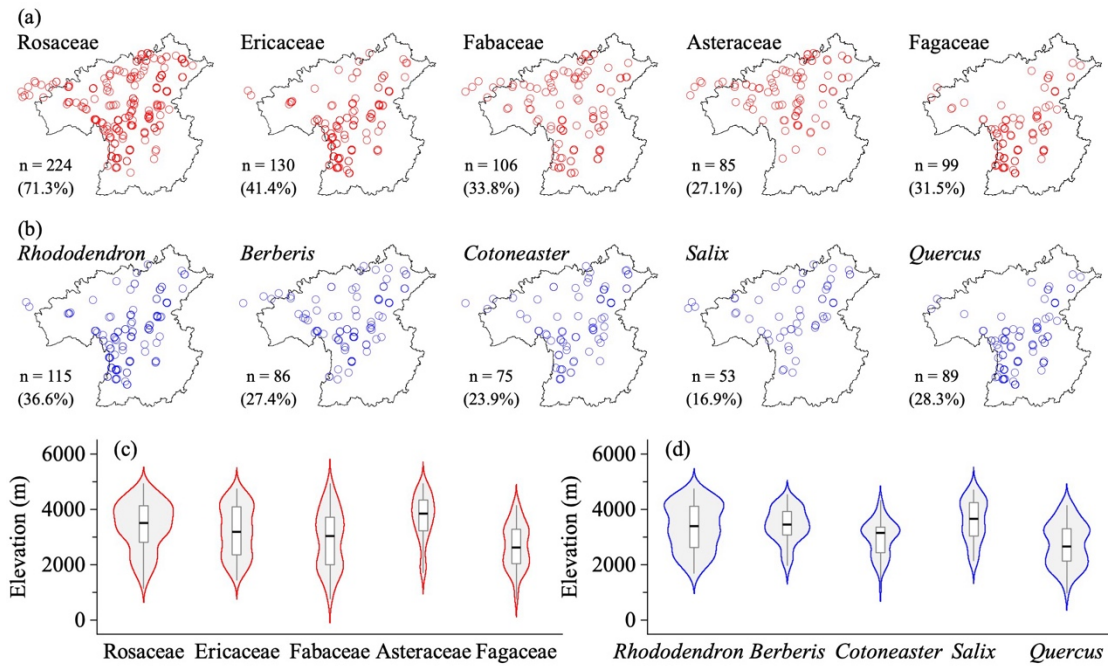 (a)
Rosaceae Ericaceae Fabaceae Asteraceae Fagaceae
n = 224 n = 130 n = 106 n = 85 n = 99
(71.3%) (41.4%) (33.8%) (27.1%) (31.5%)
(b)
Rhododendron Berberis Cotoneaster Salix Quercus
n = 115 n = 86 n = 75 n = 53 n = 89
(36.6%) (27.4%) (23.9%) (16.9%) (28.3%)
(c)
Elevation (m)
6000
4000
2000
0
Rosaceae Ericaceae Fabaceae Asteraceae Fagaceae
(d)
Elevation (m)
6000
4000
2000
0
Rhododendron Berberis Cotoneaster Salix Quercus